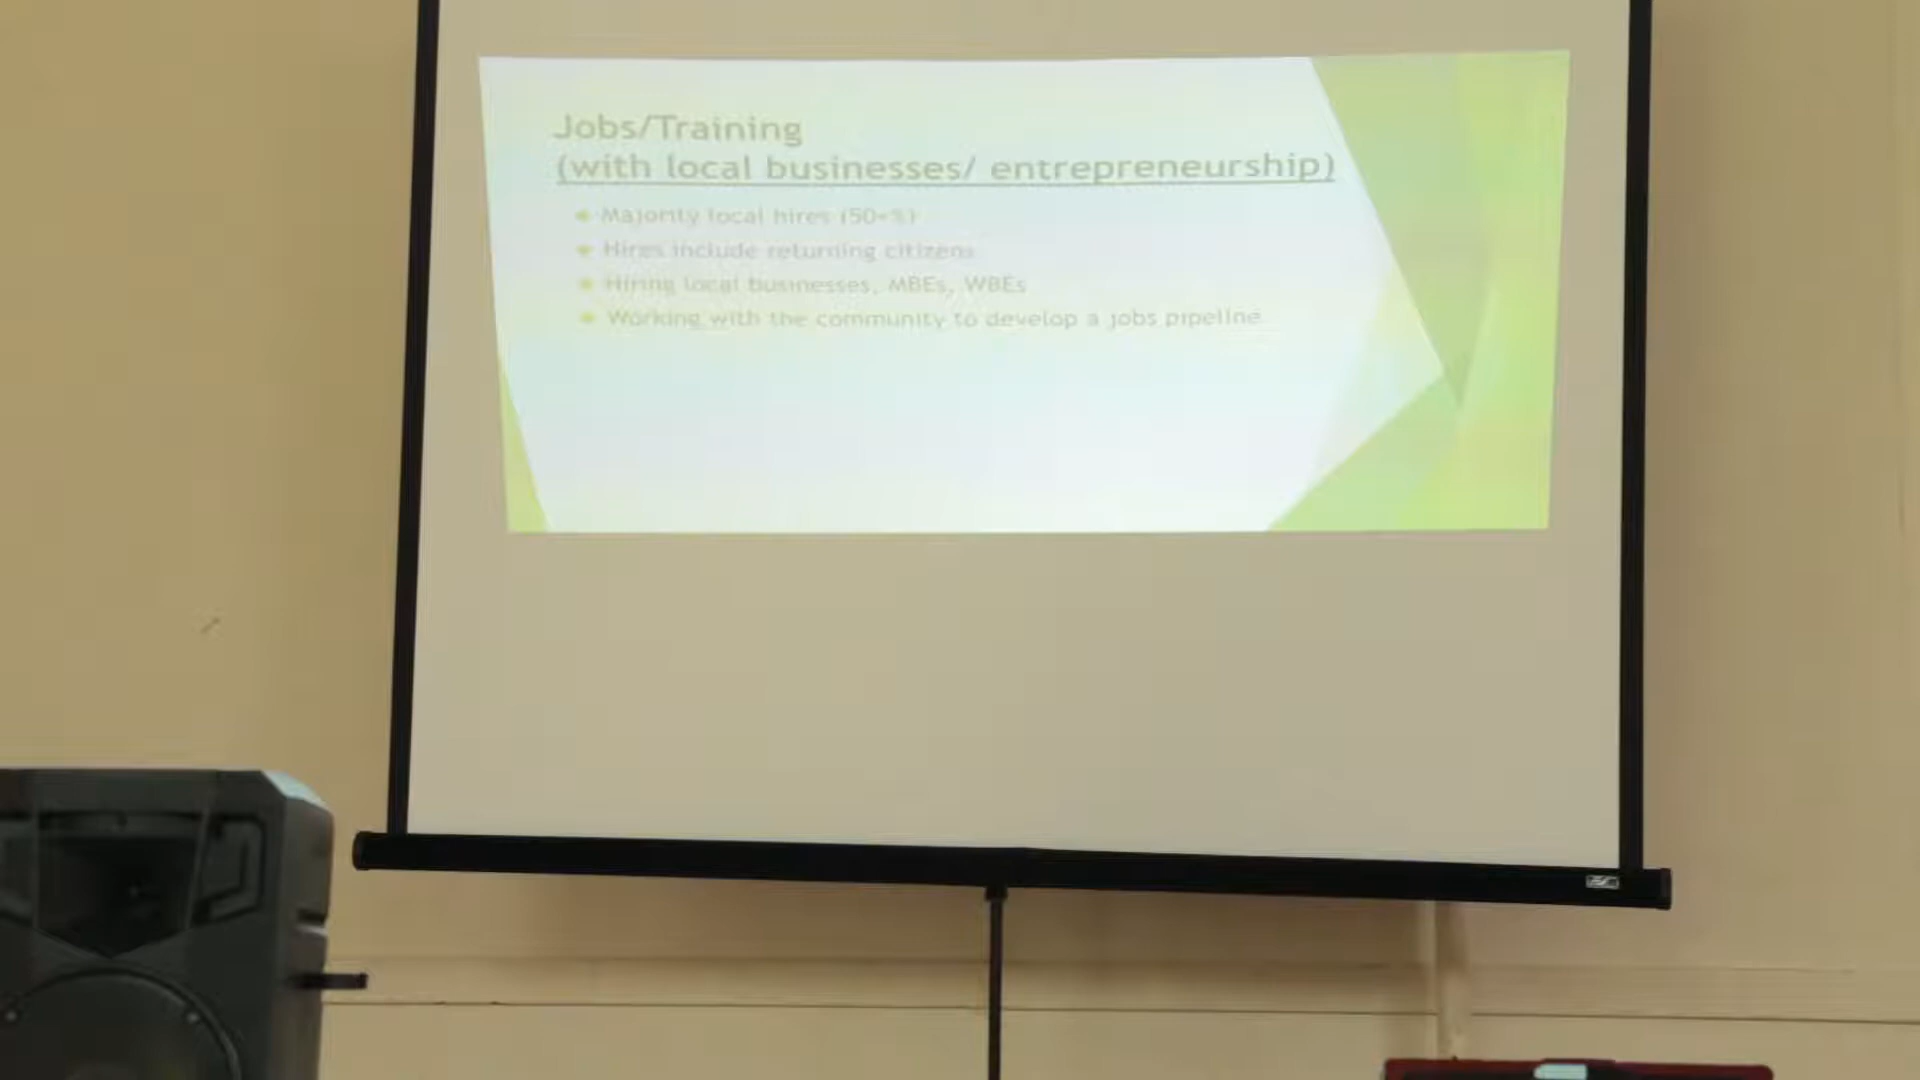 Jobs/Training
(with local businesses/ entrepreneurship)
Majority local hires (50+%)
Hires include returning citizens
Hiring local businesses, MBEs, WBEs
Working with the community to develop a jobs pipeline